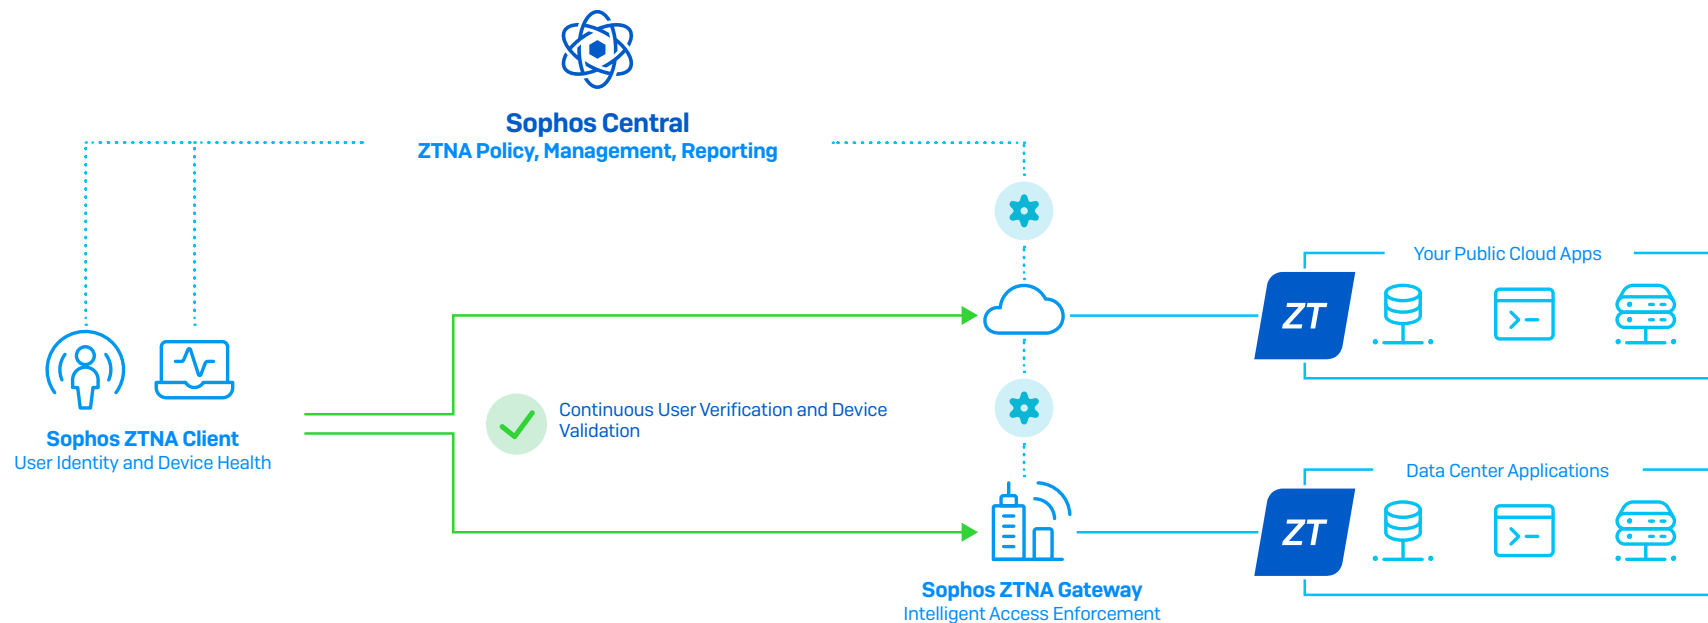 Sophos Central
ZTNA Policy, Management, Reporting
Your Public Cloud Apps
ZT
Continuous User Verification and Device
Validation
Sophos ZTNA Client
User Identity and Device Health
Data Center Applications
ZT
Sophos ZTNA Gateway
Intelligent Access Enforcement